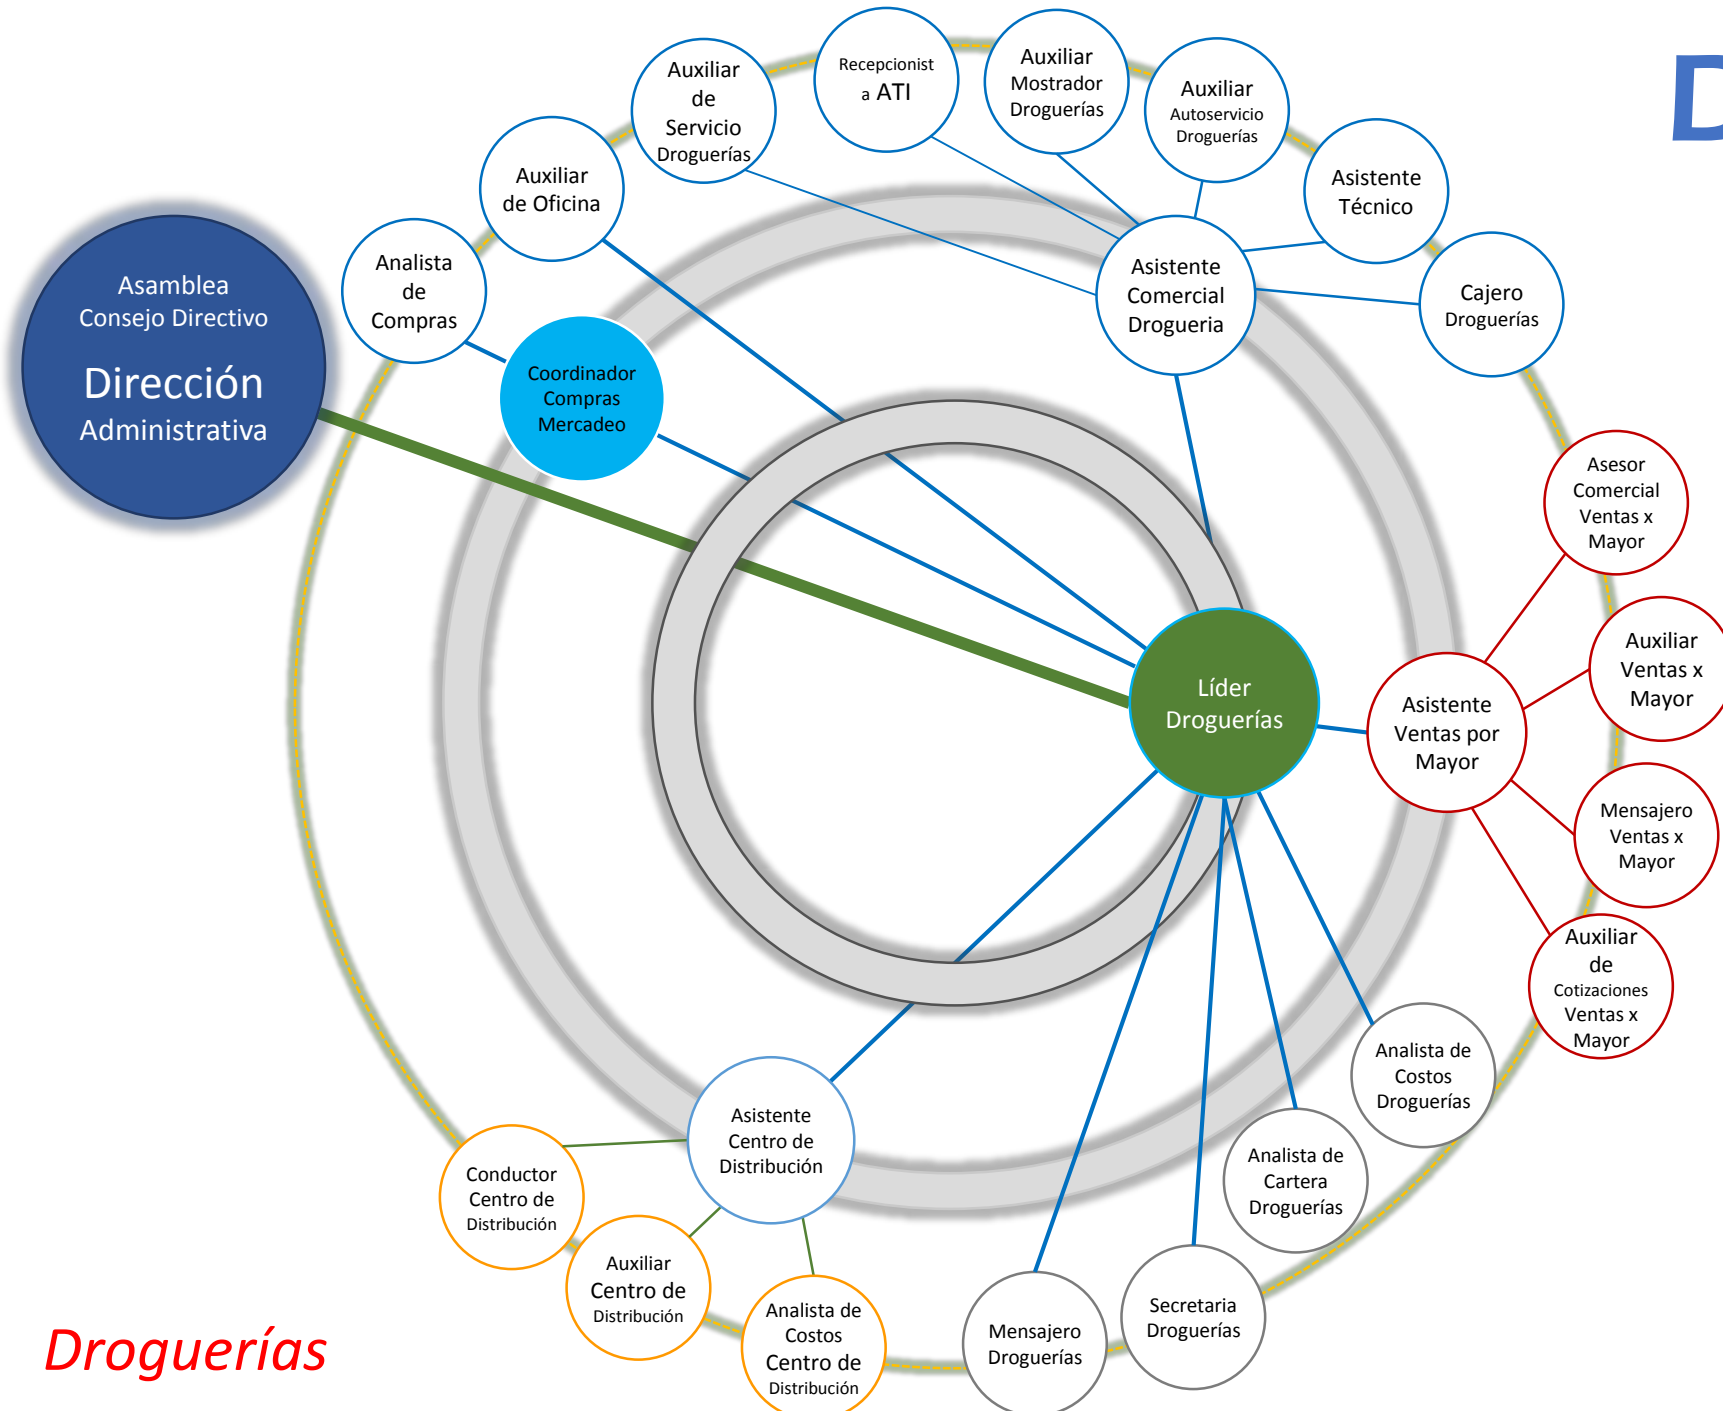 D
Recepcionist
a ATI
Auxiliar
Mostrador
Droguerías
Auxiliar
de
Servicio
Droguerías
Auxiliar
Autoservicio
Droguerías
Auxiliar
de Oficina
Asistente
Técnico
Analista
de
Compras
Asistente
Comercial
Drogueria
Cajero
Droguerías
Asamblea
Consejo Directivo
Dirección
Administrativa
Coordinador
Compras
Mercadeo
Asesor
Comercial
Ventas x
Mayor
Auxiliar
Ventas x
Mayor
Líder
Droguerías
Asistente
Ventas por
Mayor
Mensajero
Ventas x
Mayor
Auxiliar
de
Cotizaciones
Ventas x
Mayor
Analista de
Costos
Droguerías
Asistente
Centro de
Distribución
Analista de
Cartera
Droguerías
Conductor
Centro de
Distribución
Auxiliar
Centro de
Distribución
Analista de
Costos
Centro de
Distribución
Mensajero
Droguerías
Secretaria
Droguerías
Droguerías